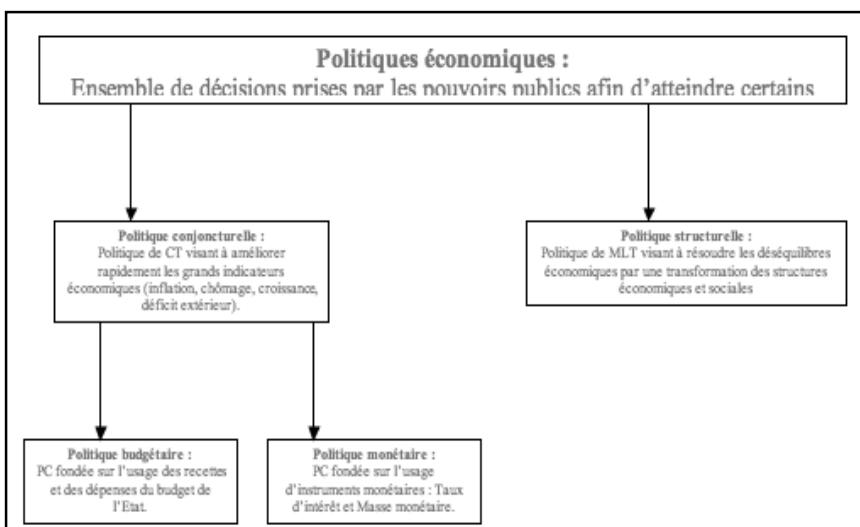 Politiques économiques :
Ensemble de décisions prises par les pouvoirs publics afin d’atteindre certains
Politique conjoncturelle :
Politique de CT visant à améliorer
rapidement les grands indicateurs
économiques (inflation, chômage, croissance,
déficit extérieur).
Politique structurelle :
Politique de MLT visant à résoudre les déséquilibres
économiques par une transformation des structures
économiques et sociales
Politique budgétaire :
PC fondée sur l’usage des recettes
et des dépenses du budget de
l’Etat.
Politique monétaire :
PC fondée sur l’usage
d’instruments monétaires : Taux
d’intérêt et Masse monétaire.